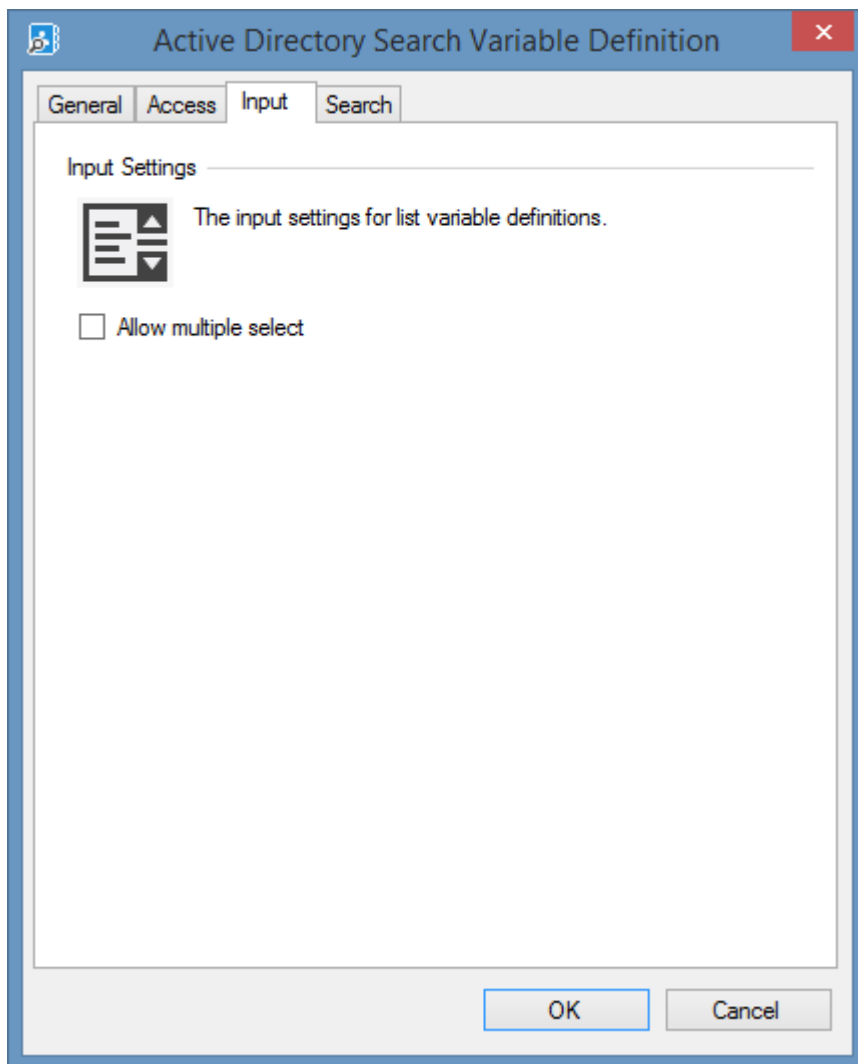 Active Directory Search Variable Definition
General Access Input Search
Input Settings
The input settings for list variable definitions.
Allow multiple select
OK Cancel